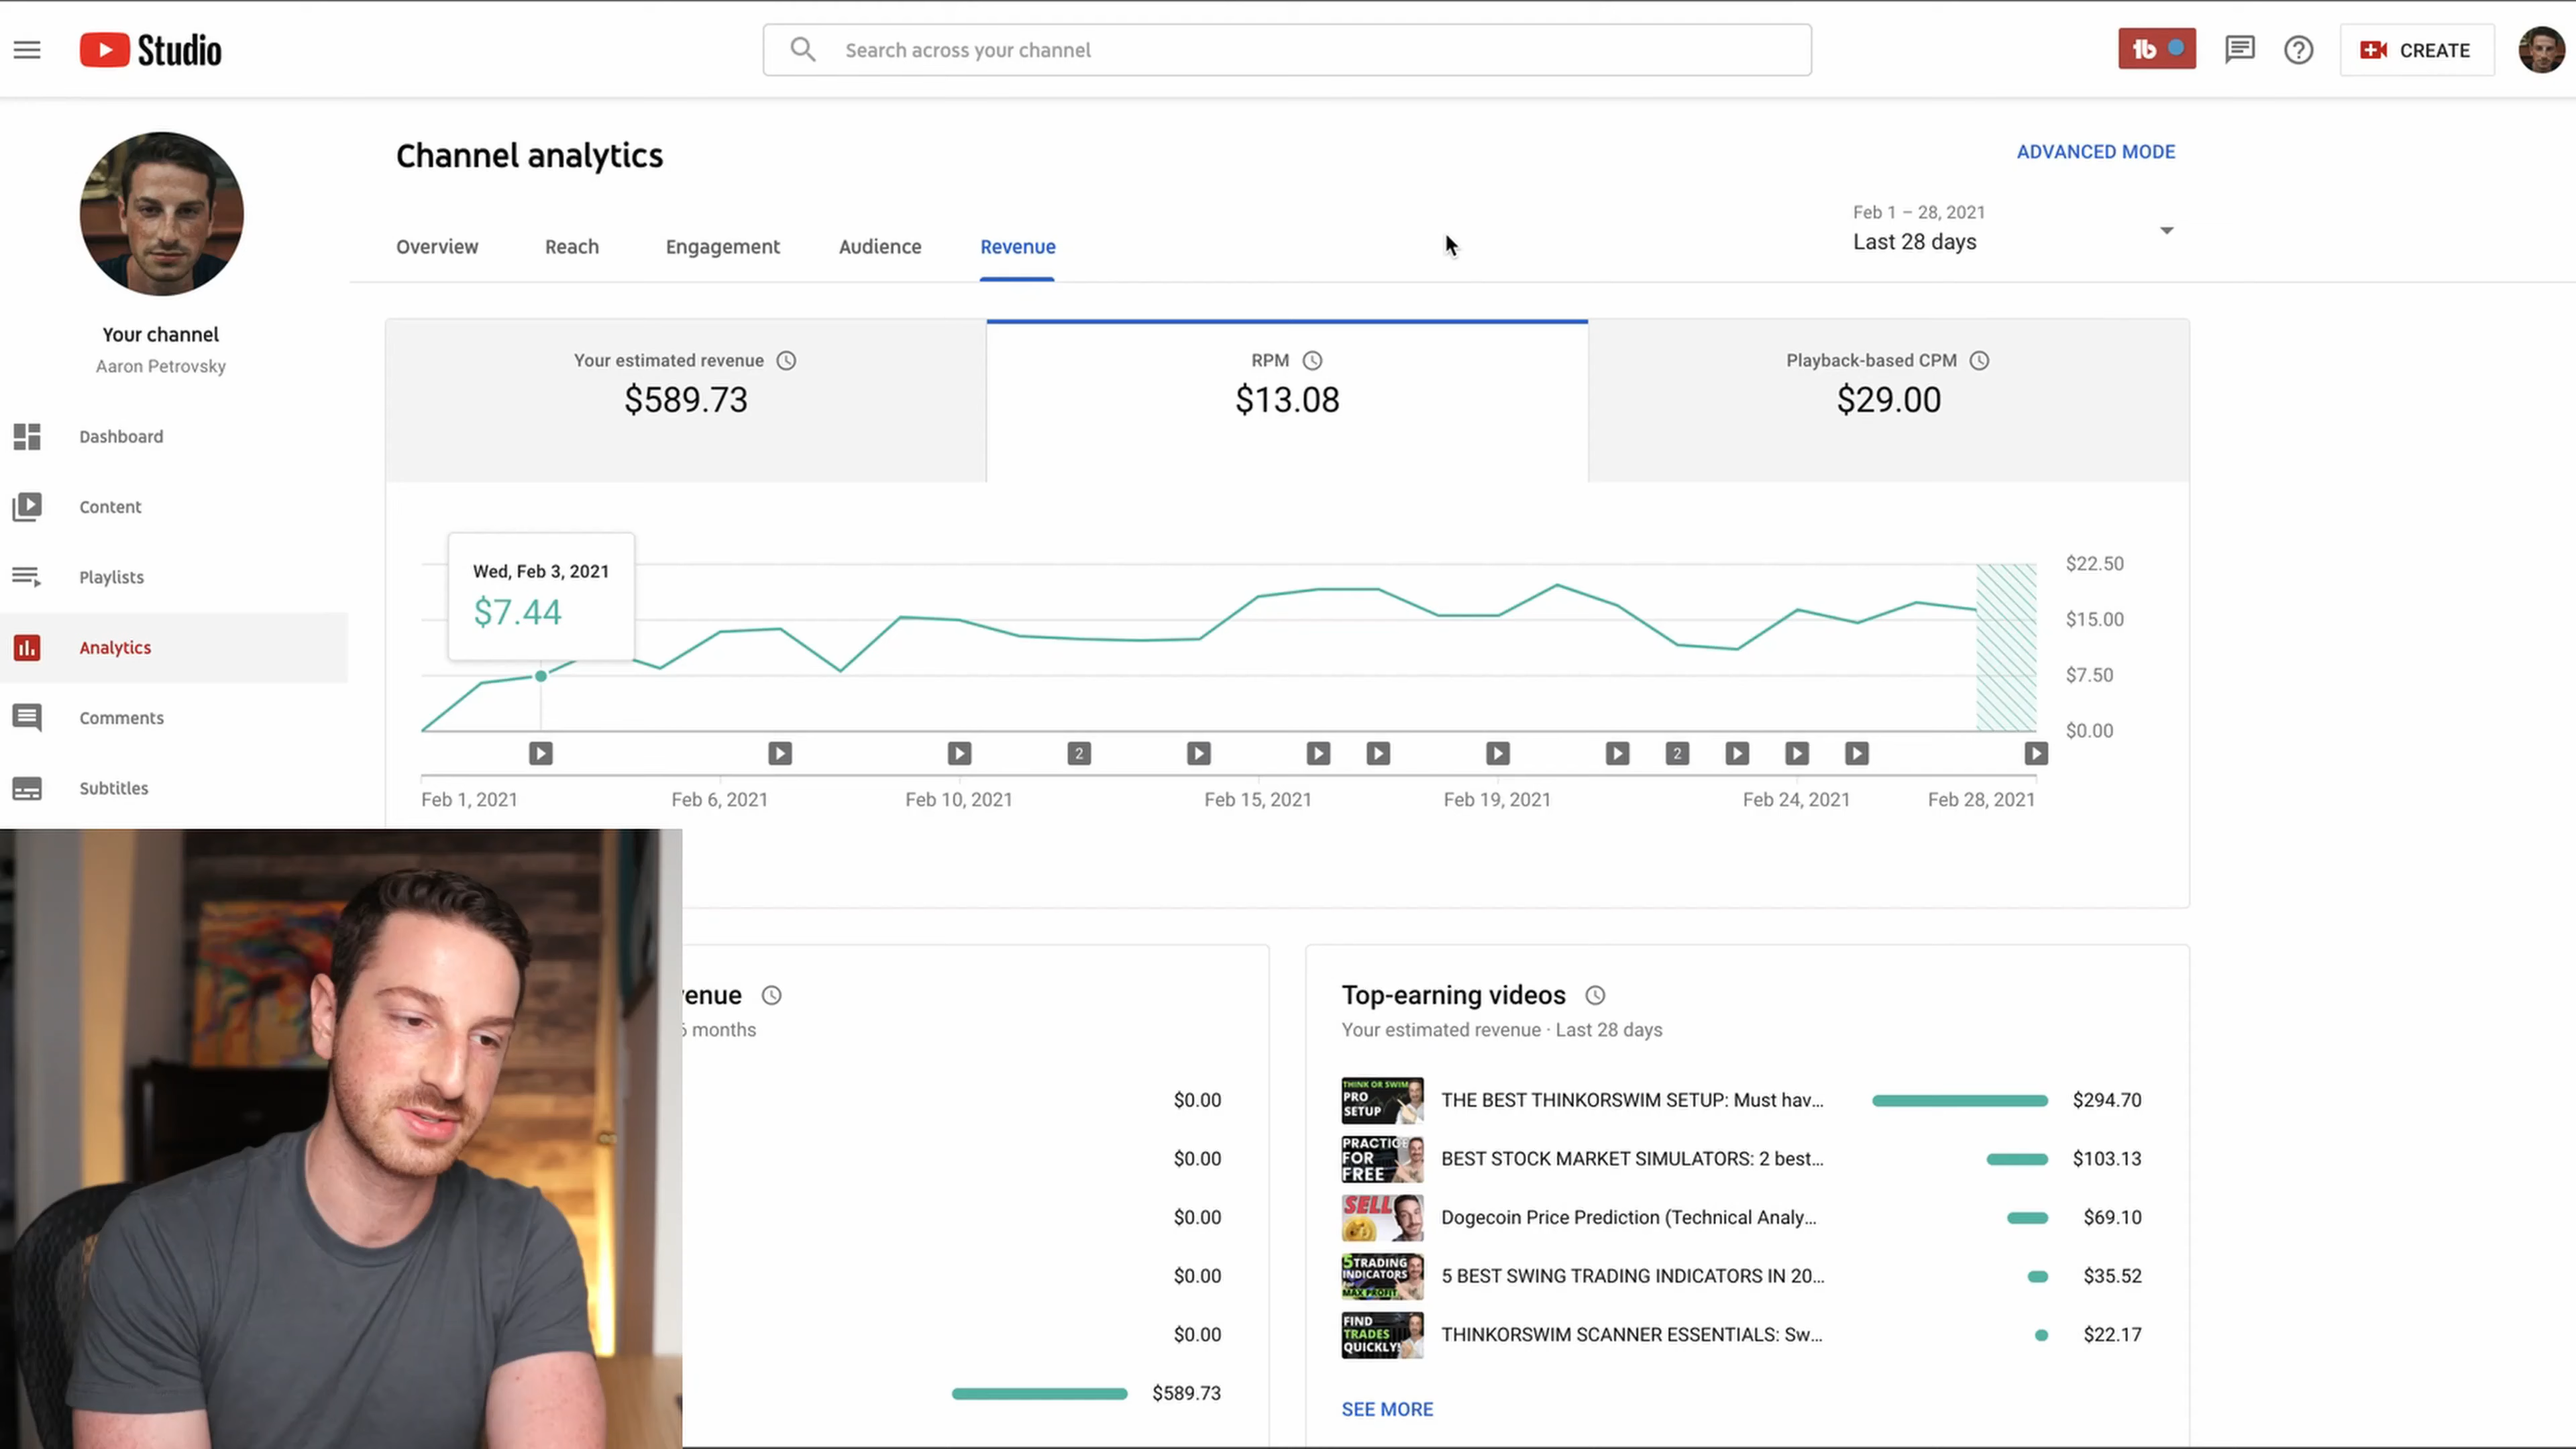 Studio
Search across your channel
CREATE
Channel analytics
ADVANCED MODE
Feb 1 – 28, 2021
Last 28 days
Overview
Reach
Engagement
Audience
Revenue
Your channel
Aaron Petrovsky
Dashboard
Content
Playlists
Analytics
Comments
Subtitles
Your estimated revenue
$589.73
RPM
$13.08
Playback-based CPM
$29.00
Wed, Feb 3, 2021
$7.44
$22.50
$15.00
$7.50
$0.00
2
2
Feb 1, 2021
Feb 6, 2021
Feb 10, 2021
Feb 15, 2021
Feb 19, 2021
Feb 24, 2021
Feb 28, 2021
venue
6 months
$0.00
$0.00
$0.00
$0.00
$0.00
$589.73
Top-earning videos
Your estimated revenue · Last 28 days
THINK OR SWIM
PRO
SETUP
THE BEST THINKORSWIM SETUP: Must hav...
$294.70
PRACTICE
FOR
FREE
BEST STOCK MARKET SIMULATORS: 2 best...
$103.13
SELL
Dogecoin Price Prediction (Technical Analy...
$69.10
5 TRADING
INDICATORS
MAX PROFIT
5 BEST SWING TRADING INDICATORS IN 20...
$35.52
FIND
TRADES
QUICKLY!
THINKORSWIM SCANNER ESSENTIALS: Sw...
$22.17
SEE MORE